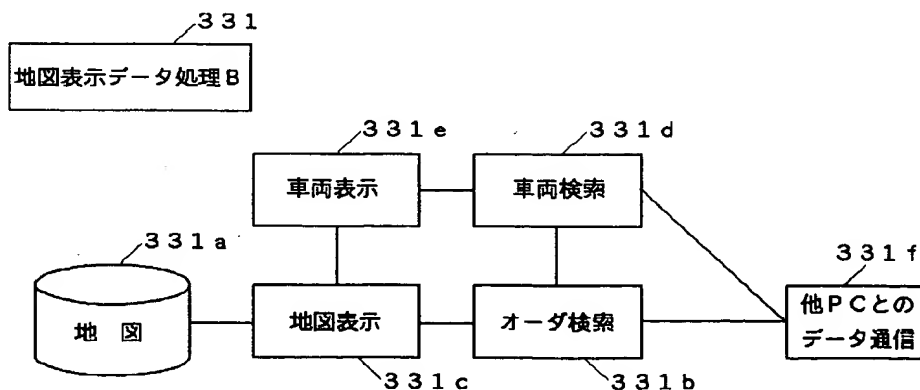 ３３１
地図表示データ処理Ｂ
３３１ｅ
３３１ｄ
車両表示
車両検索
３３１ａ
３３１ｆ
地　図
地図表示
オーダ検索
他ＰＣとの
データ通信
３３１ｃ
３３１ｂ